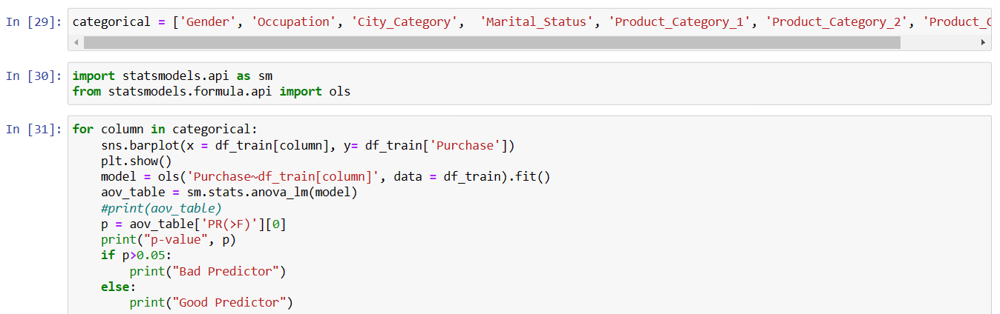 In [29]: categorical = ['Gender', 'Occupation', 'City_Category',  'Marital_Status', 'Product_Category_1', 'Product_Category_2', 'Product_C
In [30]: import statsmodels.api as sm
from statsmodels.formula.api import ols
In [31]: for column in categorical:
    sns.barplot(x = df_train[column], y= df_train['Purchase'])
    plt.show()
    model = ols('Purchase~df_train[column]', data = df_train).fit()
    aov_table = sm.stats.anova_lm(model)
    #print(aov_table)
    p = aov_table['PR(>F)'][0]
    print("p-value", p)
    if p>0.05:
        print("Bad Predictor")
    else:
        print("Good Predictor")